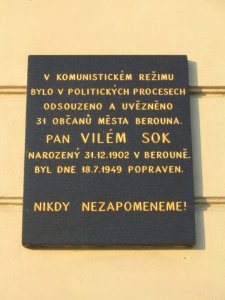 V KOMUNISTICKÉM REŽIMU
BYLO V POLITICKÝCH PROCESECH
ODSOUZENO A UVĚZNĚNO
31 OBČANŮ MĚSTA BEROUNA.
PAN VILÉM SOK
NAROZENÝ 31.12.1902 V BEROUNĚ.
BYL DNE 18.7.1949 POPRAVEN.
NIKDY NEZAPOMENEME!